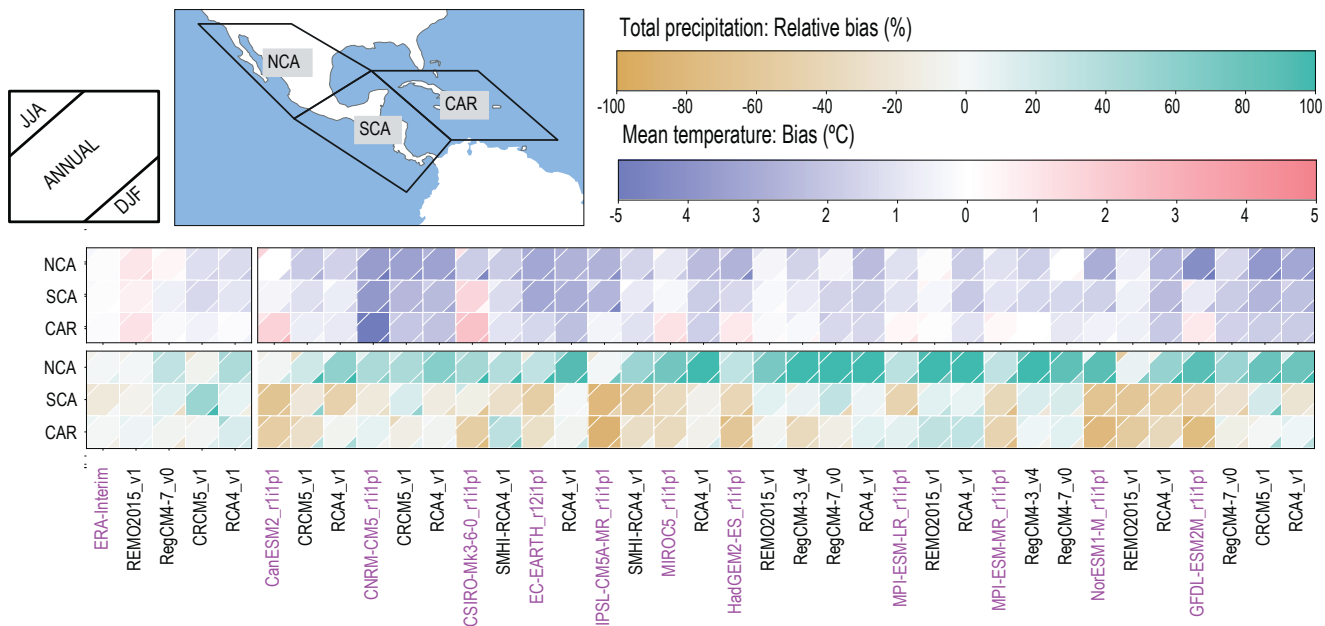 Total precipitation: Relative bias (%)
-100 -80 -60 -40 -20 0 20 40 60 80 100
Mean temperature: Bias (ºC)
-5 4 3 2 1 0 1 2 3 4 5
JJA
ANNUAL
DJF
NCA
CAR
SCA
NCA
SCA
CAR
NCA
SCA
CAR
ERA-Interim
REMO2015_v1
RegCM4-7_v0
CRCM5_v1
RCA4_v1
CanESM2_r1i1p1
CRCM5_v1
RCA4_v1
CNRM-CM5_r1i1p1
CRCM5_v1
RCA4_v1
CSIRO-Mk3-6-0_r1i1p1
SMHI-RCA4_v1
EC-EARTH_r12i1p1
RCA4_v1
IPSL-CM5A-MR_r1i1p1
SMHI-RCA4_v1
MIROC5_r1i1p1
RCA4_v1
HadGEM2-ES_r1i1p1
REMO2015_v1
RegCM4-3_v4
RegCM4-7_v0
RCA4_v1
MPI-ESM-LR_r1i1p1
REMO2015_v1
RCA4_v1
MPI-ESM-MR_r1i1p1
RegCM4-3_v4
RegCM4-7_v0
NorESM1-M_r1i1p1
REMO2015_v1
RCA4_v1
GFDL-ESM2M_r1i1p1
RegCM4-7_v0
CRCM5_v1
RCA4_v1